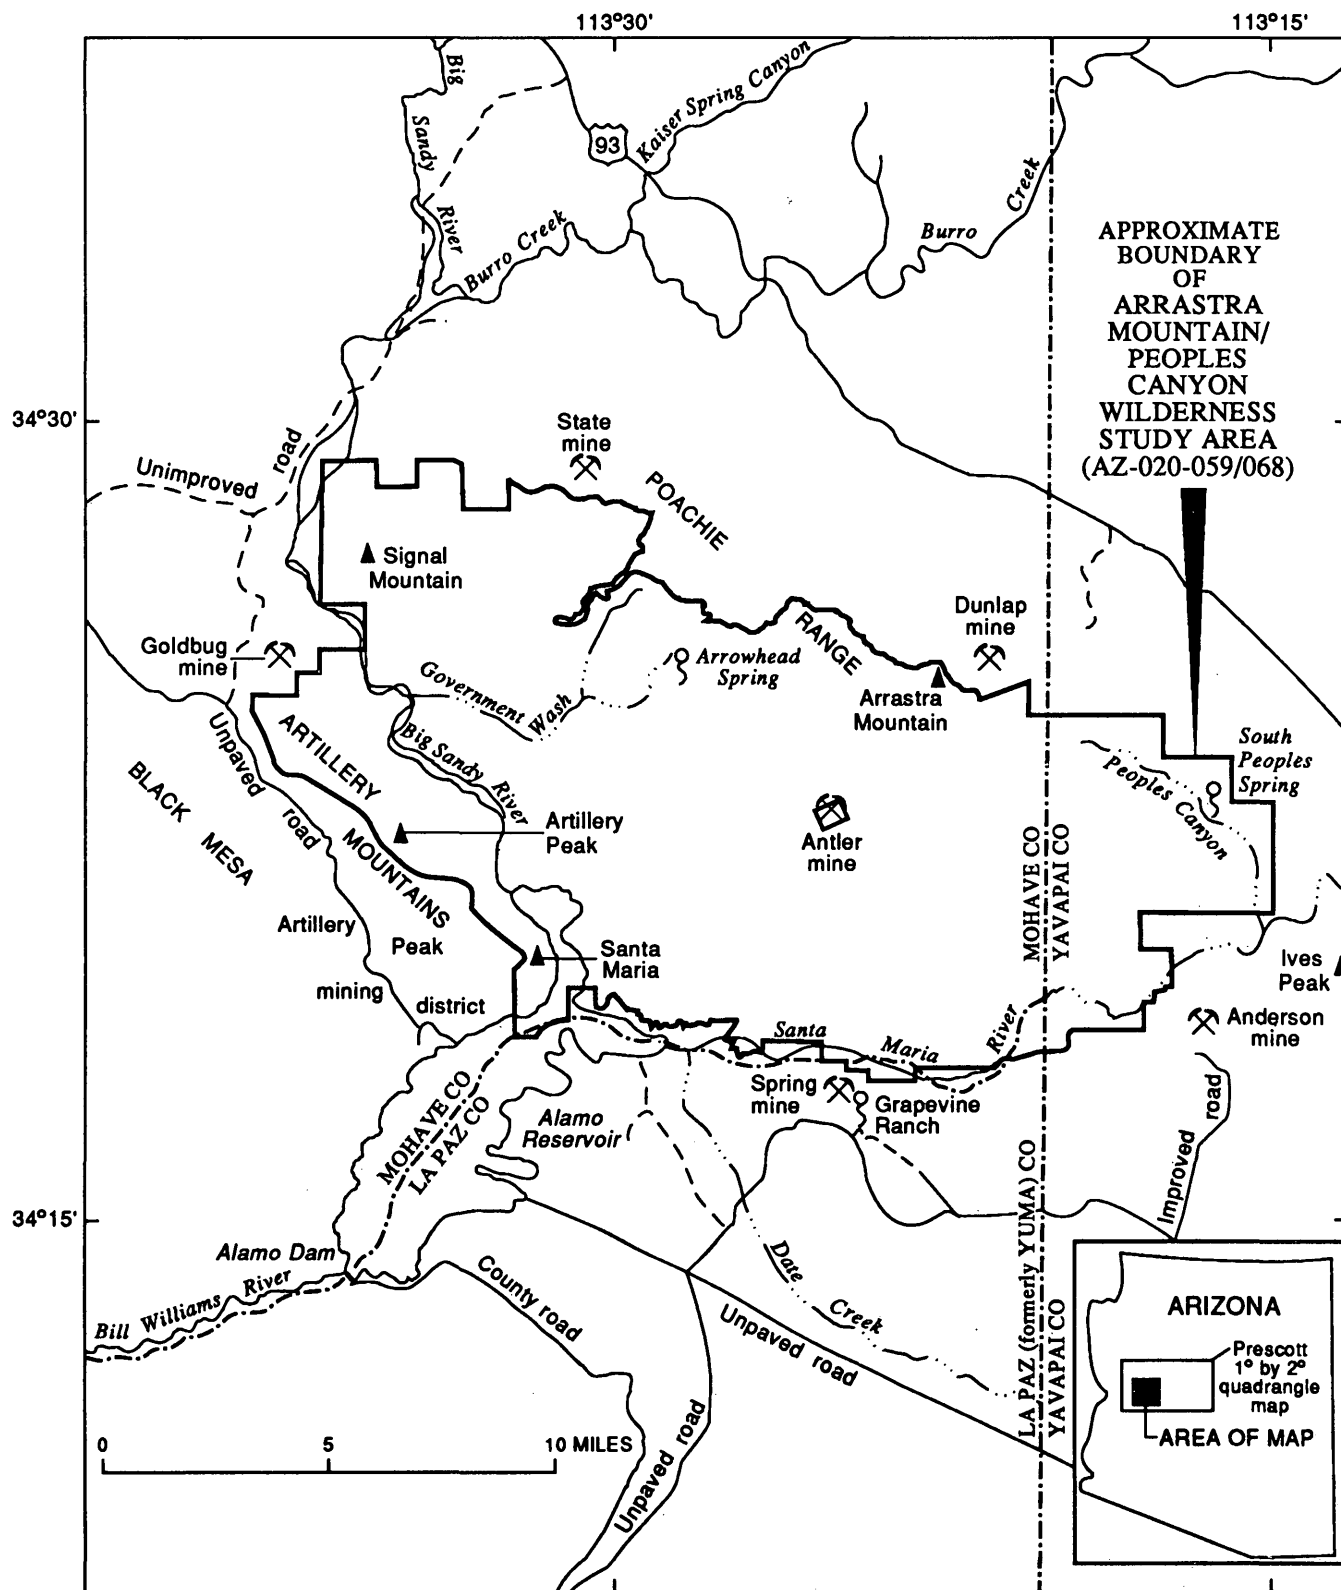 113°30'
113°15'
Big
Sandy
River
93
Kaiser Spring Canyon
Burro Creek
Burro
Creek
APPROXIMATE
BOUNDARY
OF
ARRASTRA
MOUNTAIN/
PEOPLES
CANYON
WILDERNESS
STUDY AREA
(AZ-020-059/068)
34°30'
State
mine
Unimproved
road
POACHIE
RANGE
Signal
Mountain
Dunlap
mine
Goldbug
mine
Government
Wash
Arrowhead
Spring
Arrastra
Mountain
South
Peoples
Spring
Peoples
Canyon
Unpaved
road
ARTILLERY
MOUNTAINS
Big Sandy
River
BLACK
MESA
Artillery
Peak
Antler
mine
MOHAVE CO
YAVAPAI CO
Artillery
Peak
mining
district
Santa
Maria
Ives
Peak
Santa
Maria
River
Anderson
mine
Spring
mine
Grapevine
Ranch
MOHAVE CO
LA PAZ CO
Alamo
Reservoir
Improved
road
34°15'
Alamo Dam
Bill
Williams
River
County road
Date
Creek
Unpaved road
Unpaved road
LA PAZ (formerly YUMA) CO
YAVAPAI CO
ARIZONA
Prescott
1° by 2°
quadrangle
map
AREA OF MAP
0
5
10 MILES